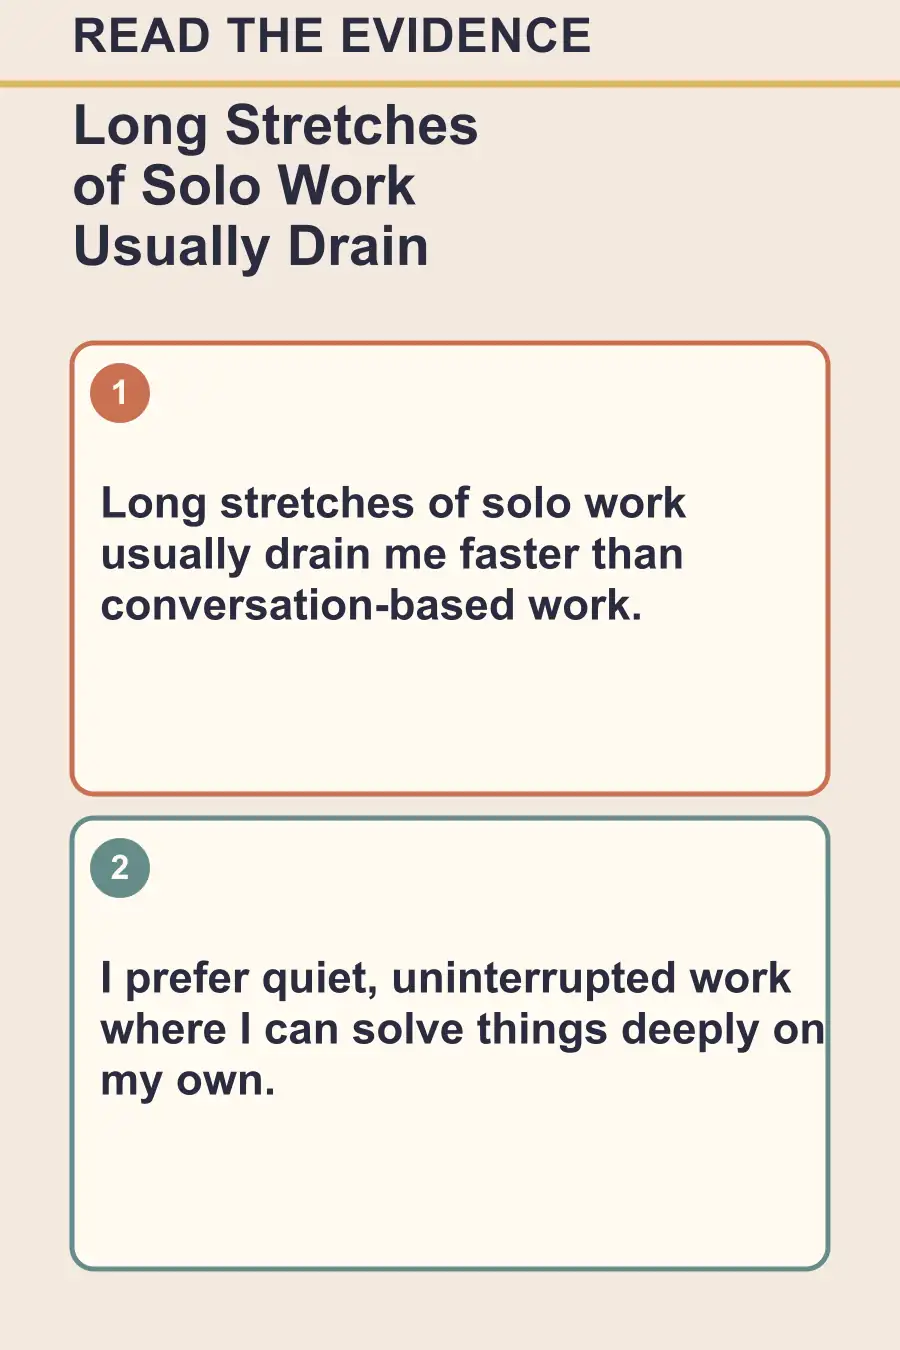 READ THE EVIDENCE
Long Stretches
of Solo Work
Usually Drain
1
Long stretches of solo work
usually drain me faster than
conversation-based work.
2
I prefer quiet, uninterrupted work
where I can solve things deeply on
my own.